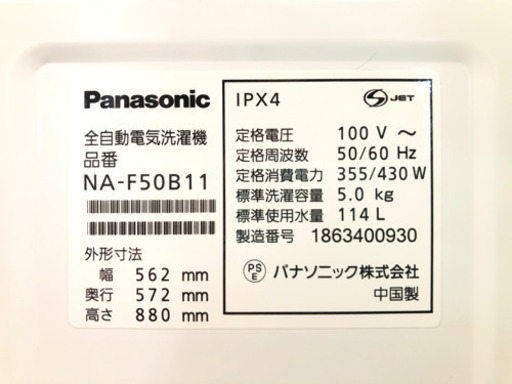 Panasonic
全自動電気洗濯機
品番
NA-F50B11
外形寸法
幅 562 mm
奥行 572 mm
高さ 880 mm
IPX4
S JET
定格電圧 100 V ～
定格周波数 50/60 Hz
定格消費電力 355/430 W
標準洗濯容量 5.0 kg
標準使用水量 114 L
製造番号 1863400930
PS E パナソニック株式会社
中国製